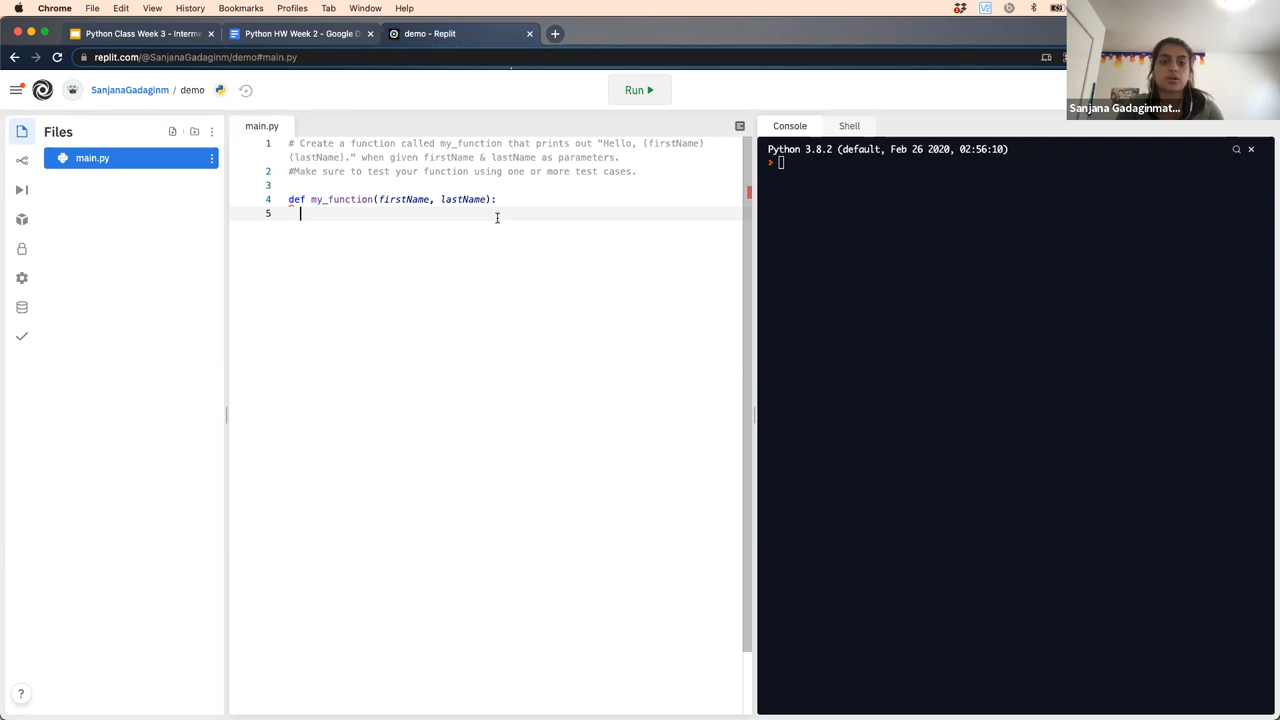 Chrome File Edit View History Bookmarks Profiles Tab Window Help
Python Class Week 3 - Interme
Python HW Week 2 - Google D
demo - Replit
replit.com/@SanjanaGadaginm/demo#main.py
SanjanaGadaginm / demo
Run
Sanjana Gadaginmat...
Files
main.py
main.py
1 # Create a function called my_function that prints out "Hello, (firstName)
(lastName)." when given firstName & lastName as parameters.
2 #Make sure to test your function using one or more test cases.
3
4 def my_function(firstName, lastName):
5
Console Shell
Python 3.8.2 (default, Feb 26 2020, 02:56:10)
>
?